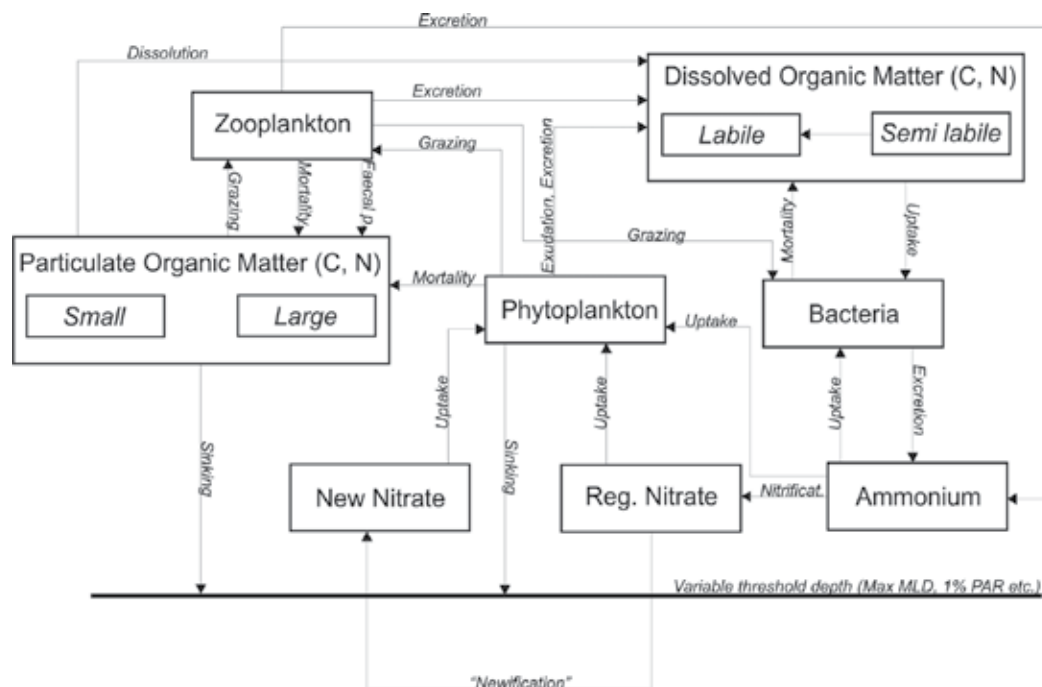 Excretion
Dissolution
Dissolved Organic Matter (C, N)
Labile
Semi labile
Excretion
Zooplankton
Grazing
Grazing
Mortality
Faecal p.
Exudation, Excretion
Grazing
Mortality
Uptake
Particulate Organic Matter (C, N)
Small
Large
Mortality
Phytoplankton
Bacteria
Uptake
Uptake
Uptake
Uptake
Excretion
Sinking
Sinking
New Nitrate
Reg. Nitrate
Nitrificat.
Ammonium
Variable threshold depth (Max MLD, 1% PAR etc.)
"Newification"